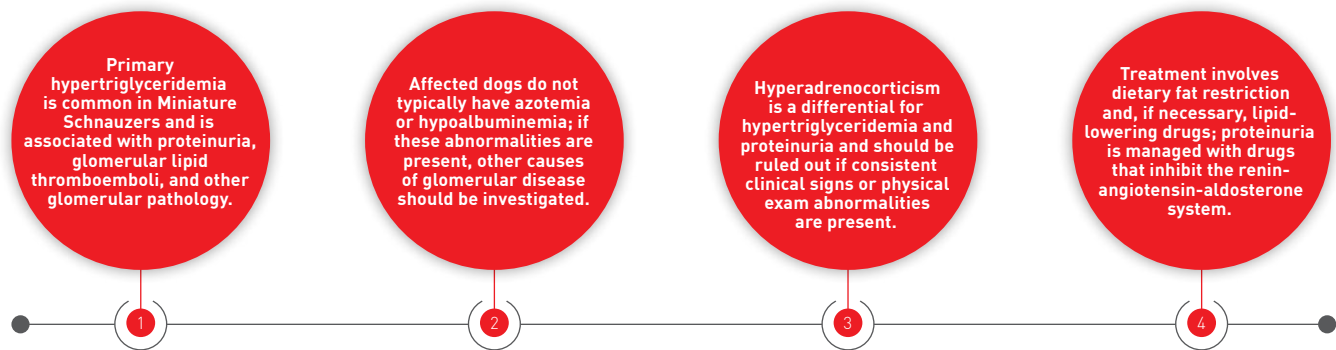 Primary
hypertriglyceridemia
is common in Miniature
Schnauzers and is
associated with proteinuria,
glomerular lipid
thromboemboli, and other
glomerular pathology.
1
Affected dogs do not
typically have azotemia
or hypoalbuminemia; if
these abnormalities are
present, other causes
of glomerular disease
should be investigated.
2
Hyperadrenocorticism
is a differential for
hypertriglyceridemia and
proteinuria and should be
ruled out if consistent
clinical signs or physical
exam abnormalities
are present.
3
Treatment involves
dietary fat restriction
and, if necessary, lipid-
lowering drugs; proteinuria
is managed with drugs
that inhibit the renin-
angiotensin-aldosterone
system.
4